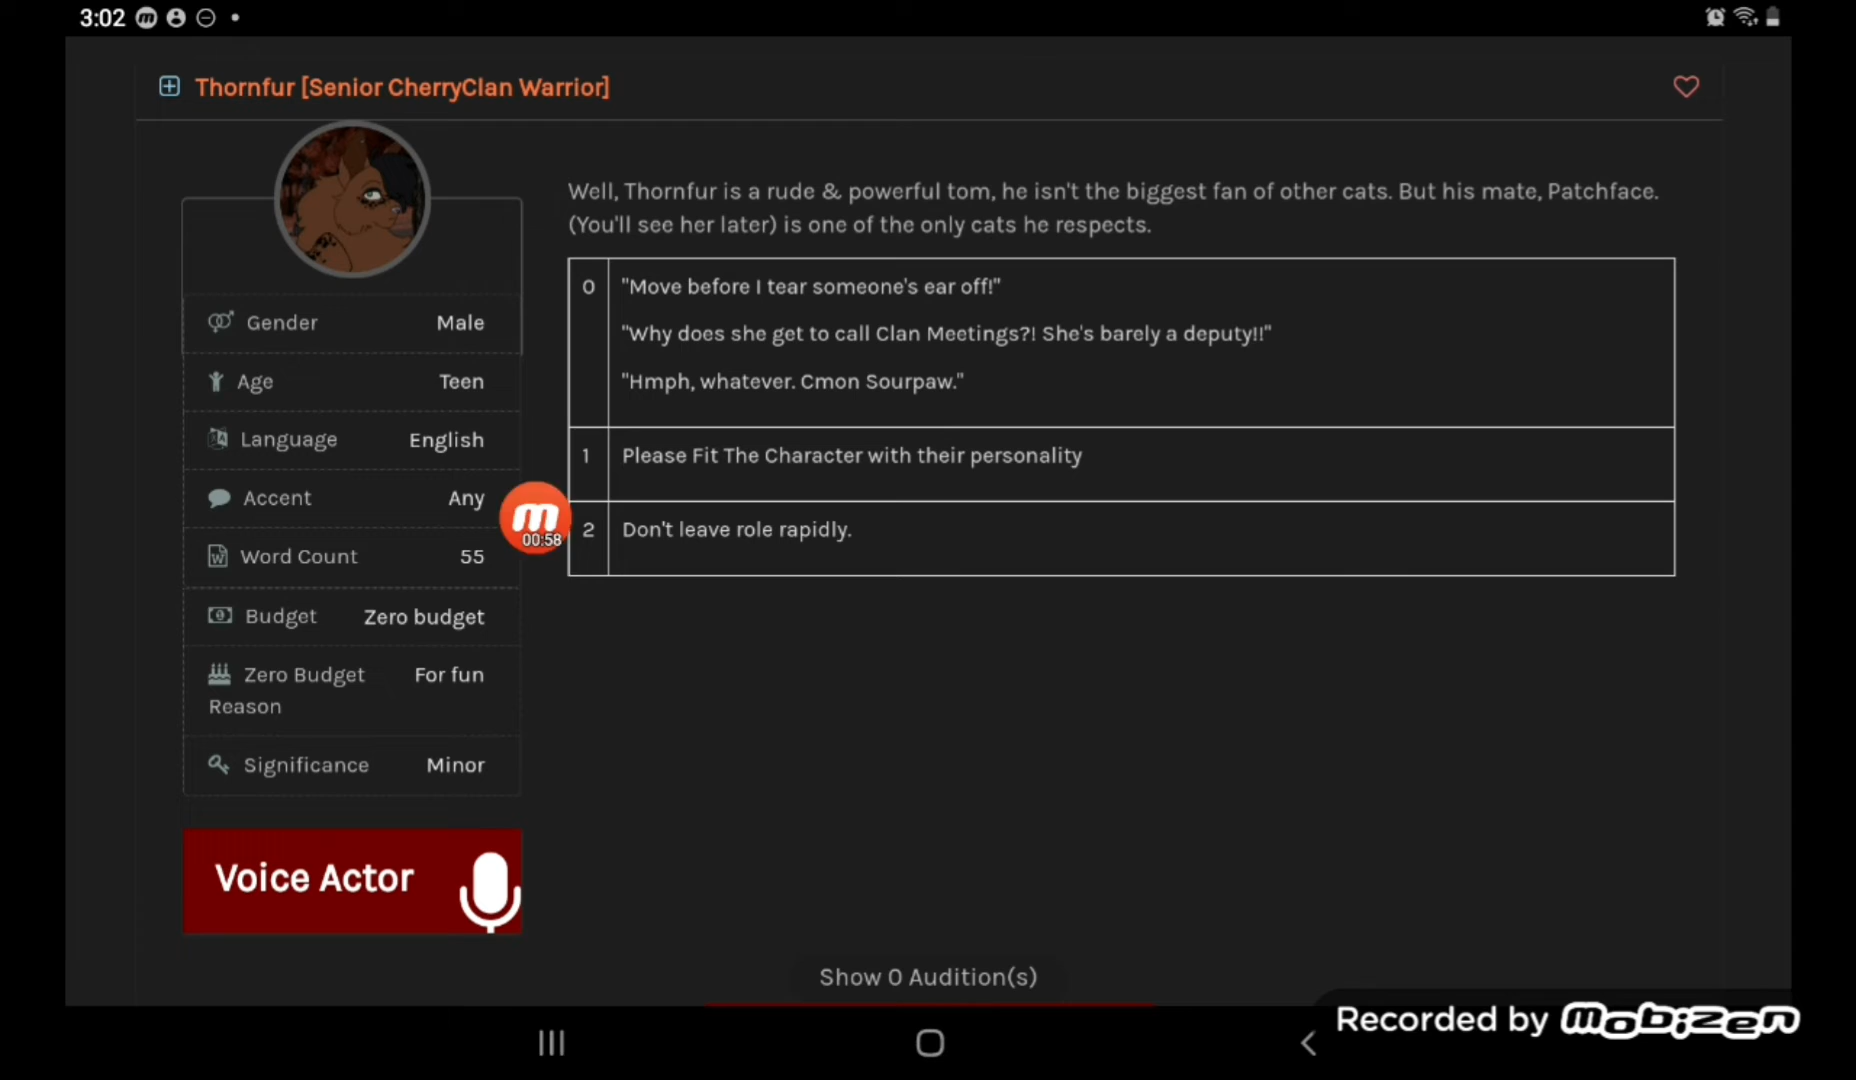 3:02
Thornfur [Senior CherryClan Warrior]
Well, Thornfur is a rude & powerful tom, he isn't the biggest fan of other cats. But his mate, Patchface.
(You'll see her later) is one of the only cats he respects.
0 "Move before I tear someone's ear off!"
"Why does she get to call Clan Meetings?! She's barely a deputy!!"
"Hmph, whatever. Cmon Sourpaw."
1 Please Fit The Character with their personality
2 Don't leave role rapidly.
Gender Male
Age Teen
Language English
Accent Any
Word Count 55
Budget Zero budget
Zero Budget For fun
Reason
Significance Minor
m
00:58
Voice Actor
Show 0 Audition(s)
Recorded by mobizen